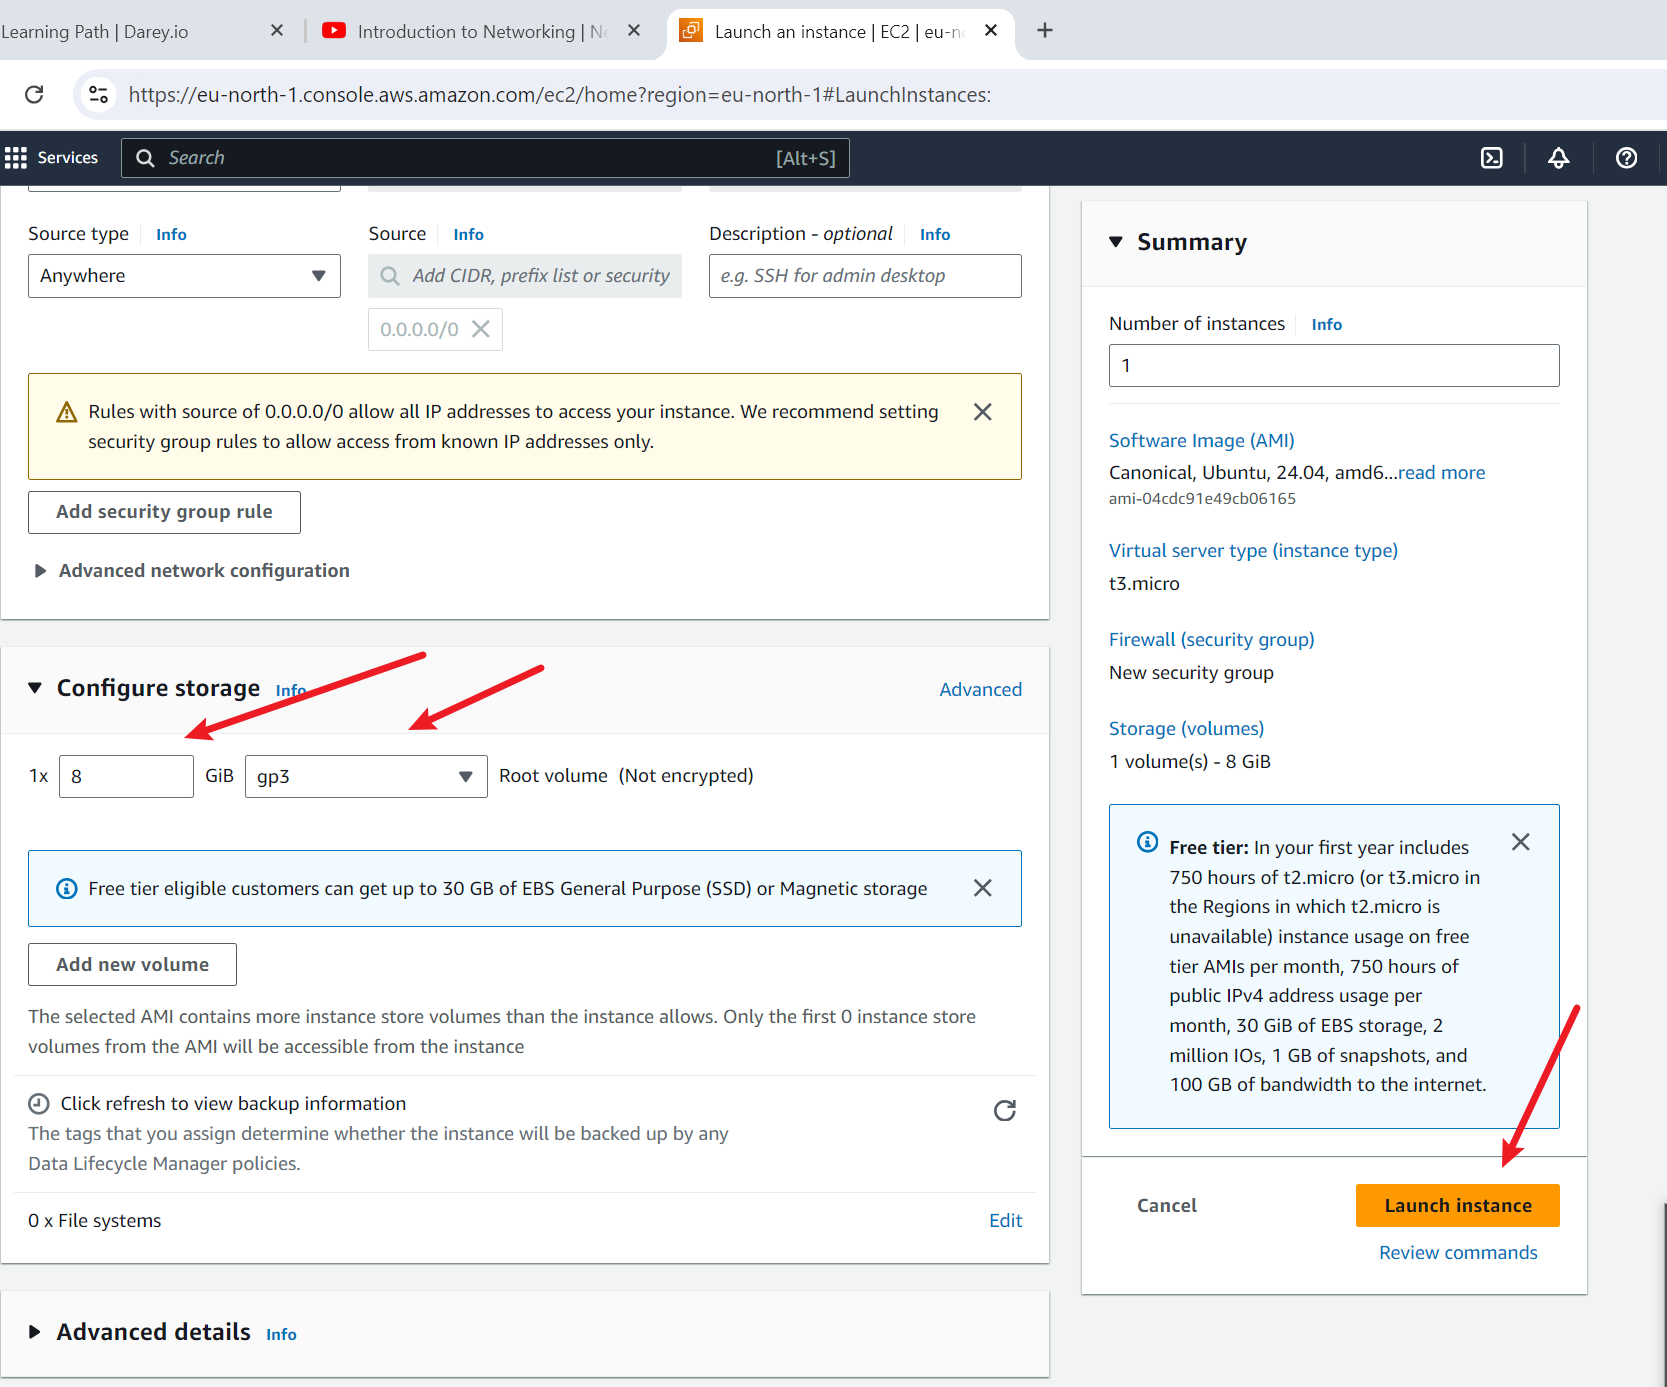 Learning Path | Darey.io
Introduction to Networking | Ne
Launch an instance | EC2 | eu-no
https://eu-north-1.console.aws.amazon.com/ec2/home?region=eu-north-1#LaunchInstances:
Services
Search
[Alt+S]
Source type Info
Source Info
Description - optional Info
Anywhere
Add CIDR, prefix list or security
e.g. SSH for admin desktop
0.0.0.0/0
Rules with source of 0.0.0.0/0 allow all IP addresses to access your instance. We recommend setting
security group rules to allow access from known IP addresses only.
Add security group rule
Advanced network configuration
Configure storage Info
Advanced
1x
8
GiB
gp3
Root volume (Not encrypted)
Free tier eligible customers can get up to 30 GB of EBS General Purpose (SSD) or Magnetic storage
Add new volume
The selected AMI contains more instance store volumes than the instance allows. Only the first 0 instance store
volumes from the AMI will be accessible from the instance
Click refresh to view backup information
The tags that you assign determine whether the instance will be backed up by any
Data Lifecycle Manager policies.
0 x File systems
Edit
Advanced details Info
Summary
Number of instances Info
1
Software Image (AMI)
Canonical, Ubuntu, 24.04, amd6...read more
ami-04cdc91e49cb06165
Virtual server type (instance type)
t3.micro
Firewall (security group)
New security group
Storage (volumes)
1 volume(s) - 8 GiB
Free tier: In your first year includes
750 hours of t2.micro (or t3.micro in
the Regions in which t2.micro is
unavailable) instance usage on free
tier AMIs per month, 750 hours of
public IPv4 address usage per
month, 30 GiB of EBS storage, 2
million IOs, 1 GB of snapshots, and
100 GB of bandwidth to the internet.
Cancel
Launch instance
Review commands